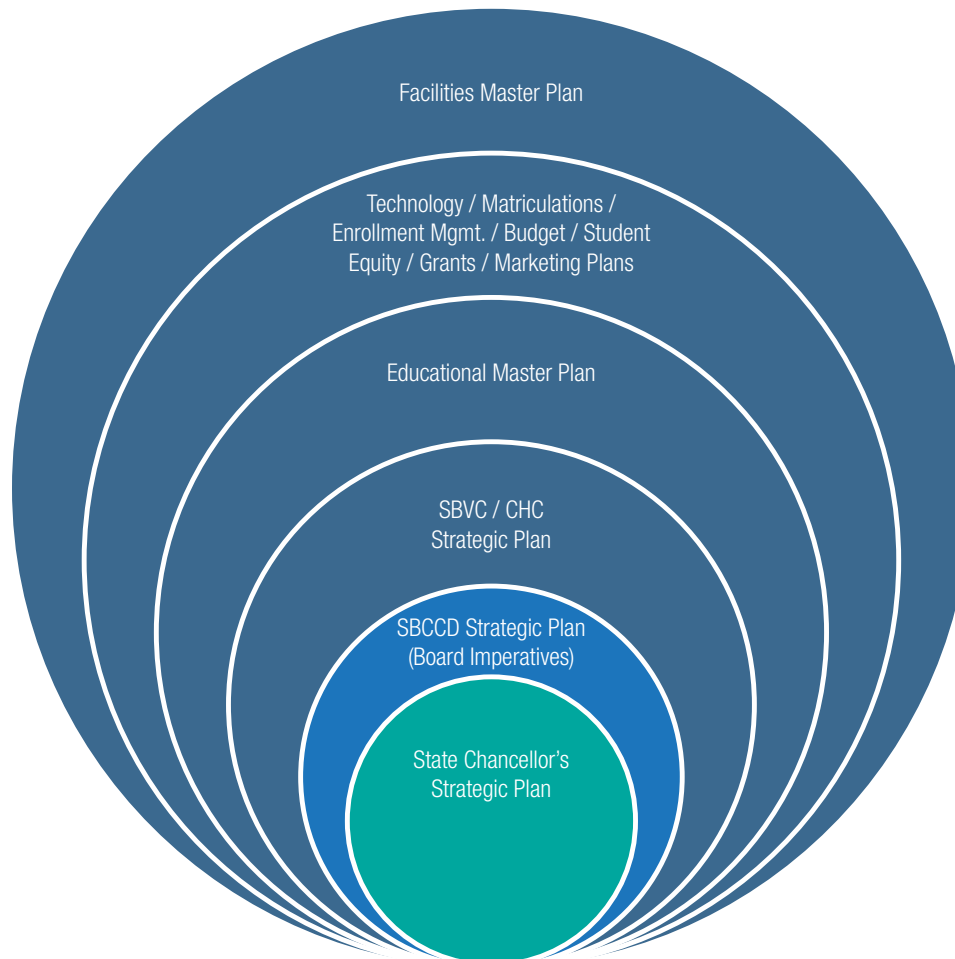 Facilities Master Plan
Technology / Matriculations /
Enrollment Mgmt. / Budget / Student
Equity / Grants / Marketing Plans
Educational Master Plan
SBVC / CHC
Strategic Plan
SBCCD Strategic Plan
(Board Imperatives)
State Chancellor’s
Strategic Plan